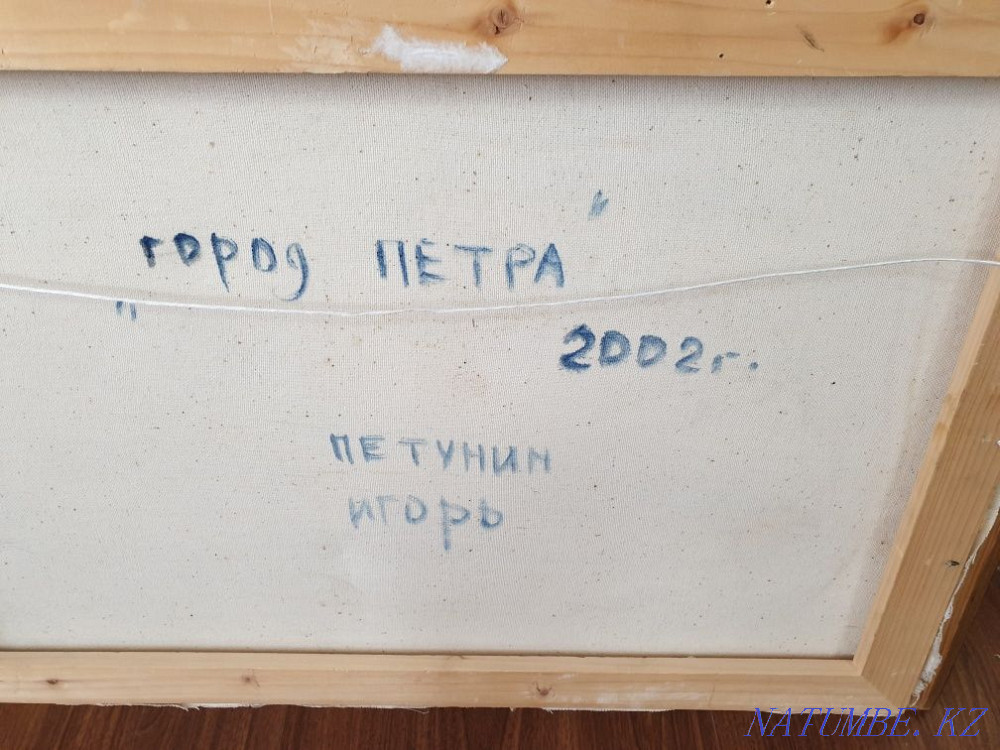 "город ПЕТРА"
2002г.
ПЕТУНИН
игорь
NATUMBE.KZ